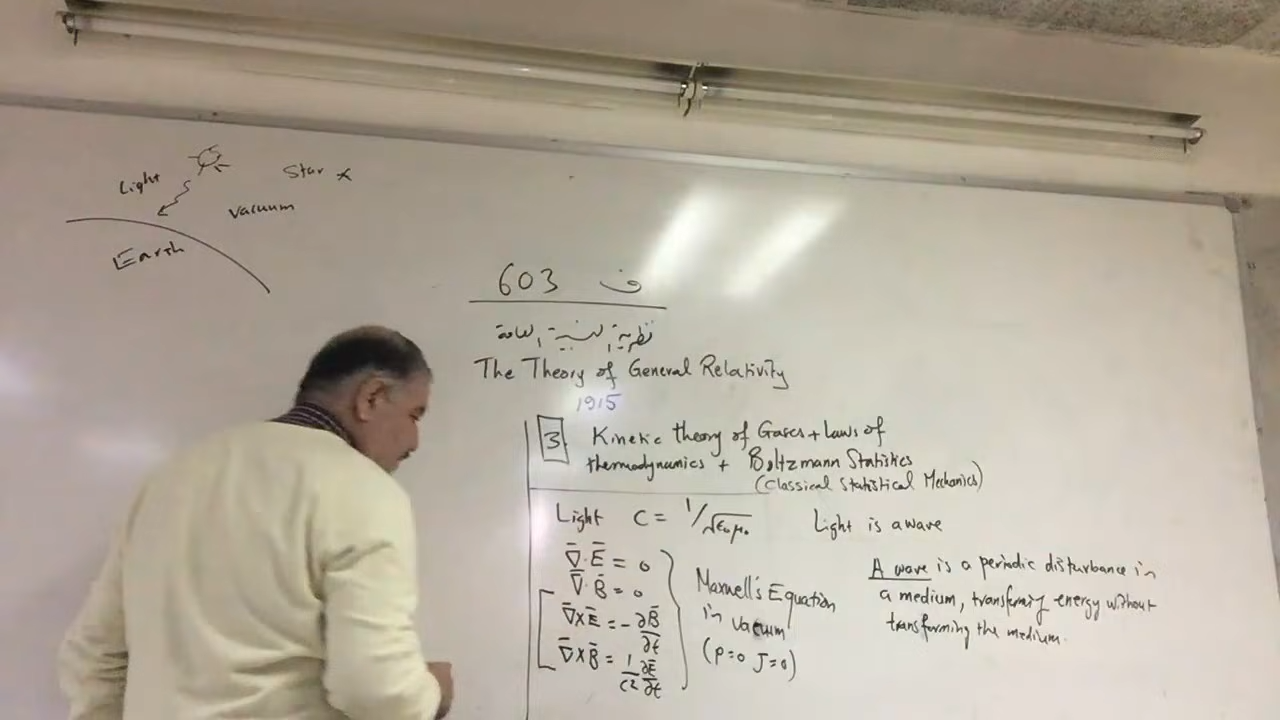 Light
Star x
Vacuum
Earth
603 ف
نظرية النسبية العامة
The Theory of General Relativity
1915
3 Kinetic theory of Gases + Laws of
thermodynamics + Boltzmann Statistics
(Classical Statistical Mechanics)
Light C = 1/√ε₀μ₀
Light is a wave
∇̄·Ē = 0
∇̄·B̄ = 0
∇̄×Ē = -∂B̄/∂t
∇̄×B̄ = 1/c² ∂Ē/∂t
Maxwell's Equation
in vacuum
(ρ=0 J=0)
A wave is a periodic disturbance in
a medium, transferring energy without
transferring the medium.